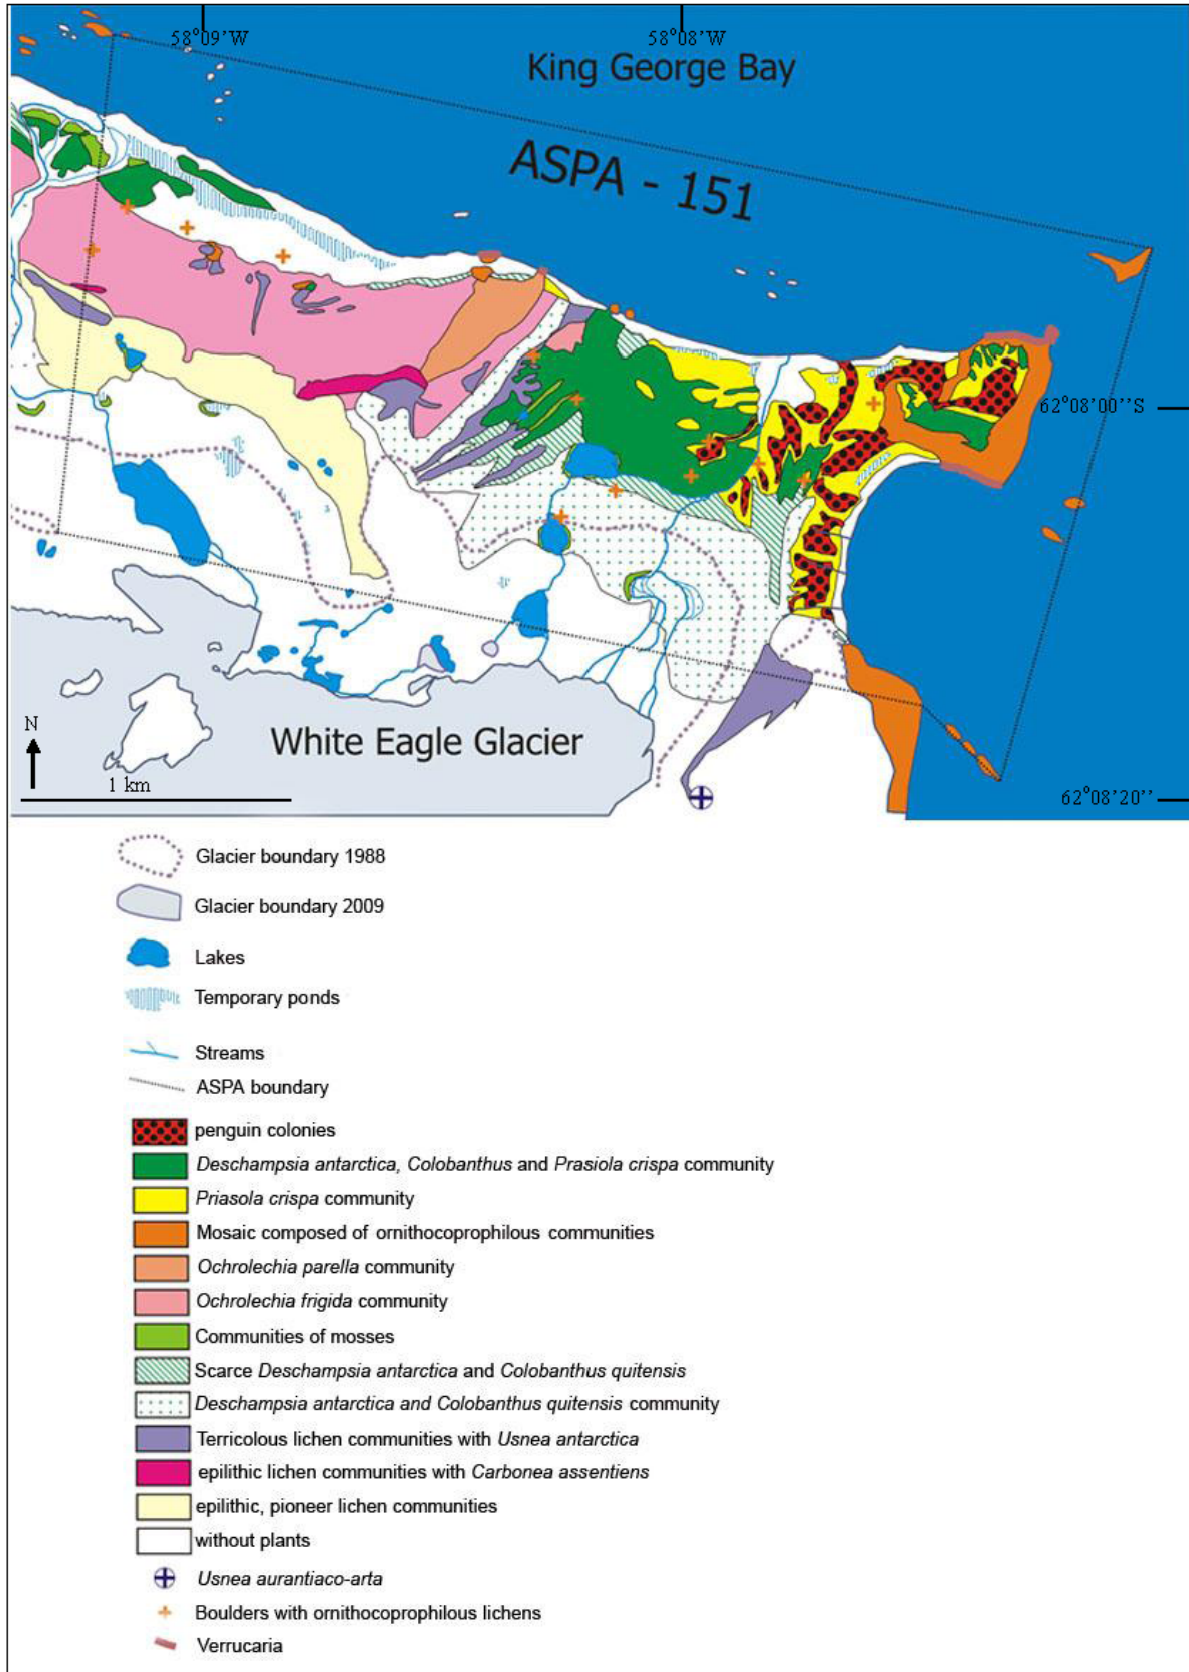 58°09'W
58°08'W
King George Bay
ASPA - 151
62°08'00''S
White Eagle Glacier
N
1 km
62°08'20''
Glacier boundary 1988
Glacier boundary 2009
Lakes
Temporary ponds
Streams
ASPA boundary
penguin colonies
Deschampsia antarctica, Colobanthus and Prasiola crispa community
Priasola crispa community
Mosaic composed of ornithocoprophilous communities
Ochrolechia parella community
Ochrolechia frigida community
Communities of mosses
Scarce Deschampsia antarctica and Colobanthus quitensis
Deschampsia antarctica and Colobanthus quitensis community
Terricolous lichen communities with Usnea antarctica
epilithic lichen communities with Carbonea assentiens
epilithic, pioneer lichen communities
without plants
Usnea aurantiaco-arta
Boulders with ornithocoprophilous lichens
Verrucaria